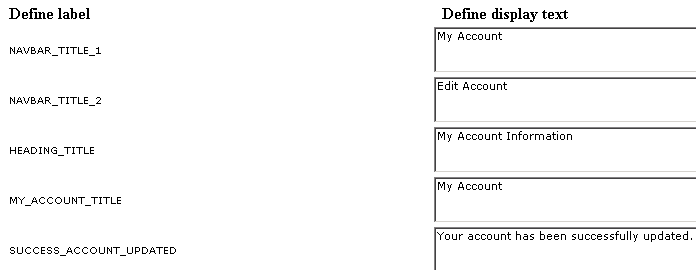 Define label Define display text
NAVBAR_TITLE_1 My Account
NAVBAR_TITLE_2 Edit Account
HEADING_TITLE My Account Information
MY_ACCOUNT_TITLE My Account
SUCCESS_ACCOUNT_UPDATED Your account has been successfully updated.